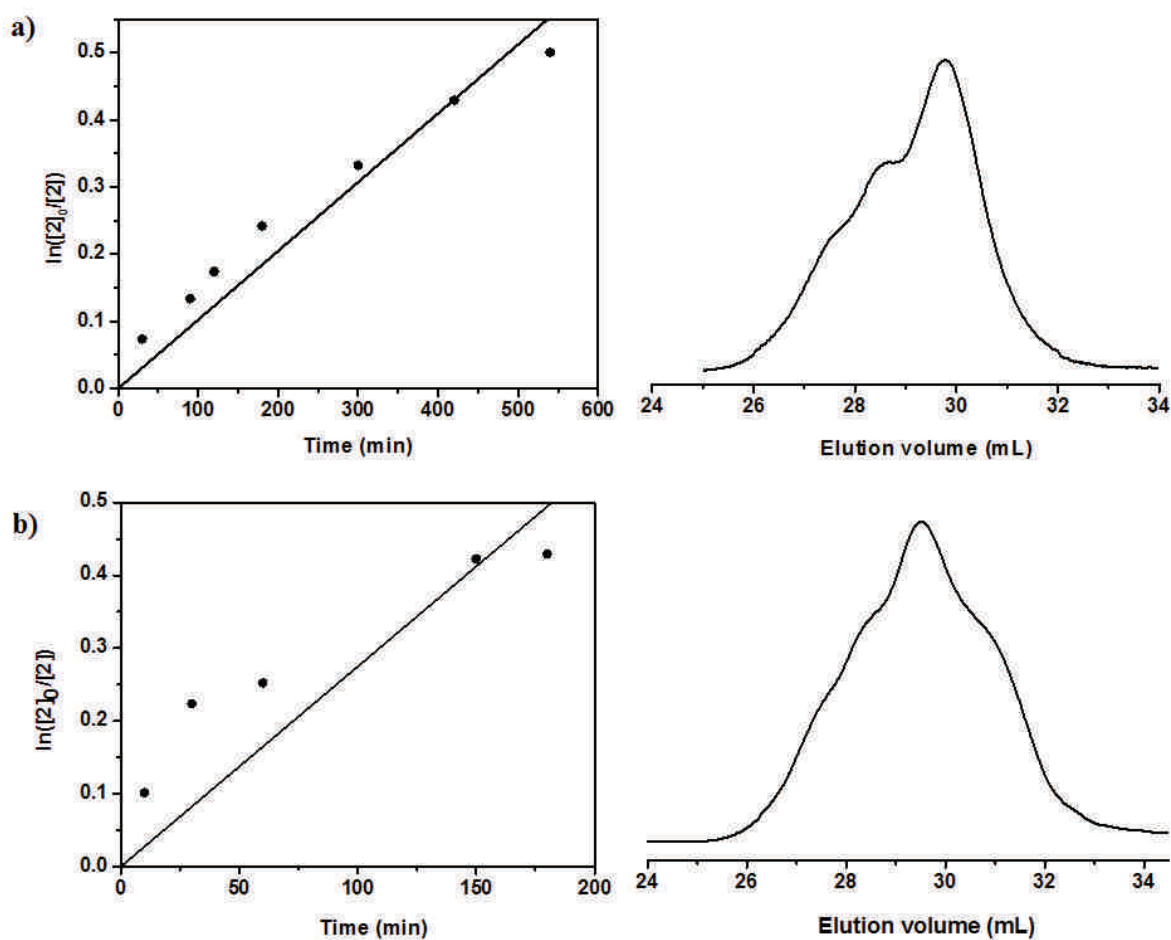 a)
ln([2]₀/[2])
0.5
0.4
0.3
0.2
0.1
0.0
0 100 200 300 400 500 600
Time (min)
24 26 28 30 32 34
Elution volume (mL)
b)
ln([2]0/[2])
0.5
0.4
0.3
0.2
0.1
0.0
0 50 100 150 200
Time (min)
24 26 28 30 32 34
Elution volume (mL)